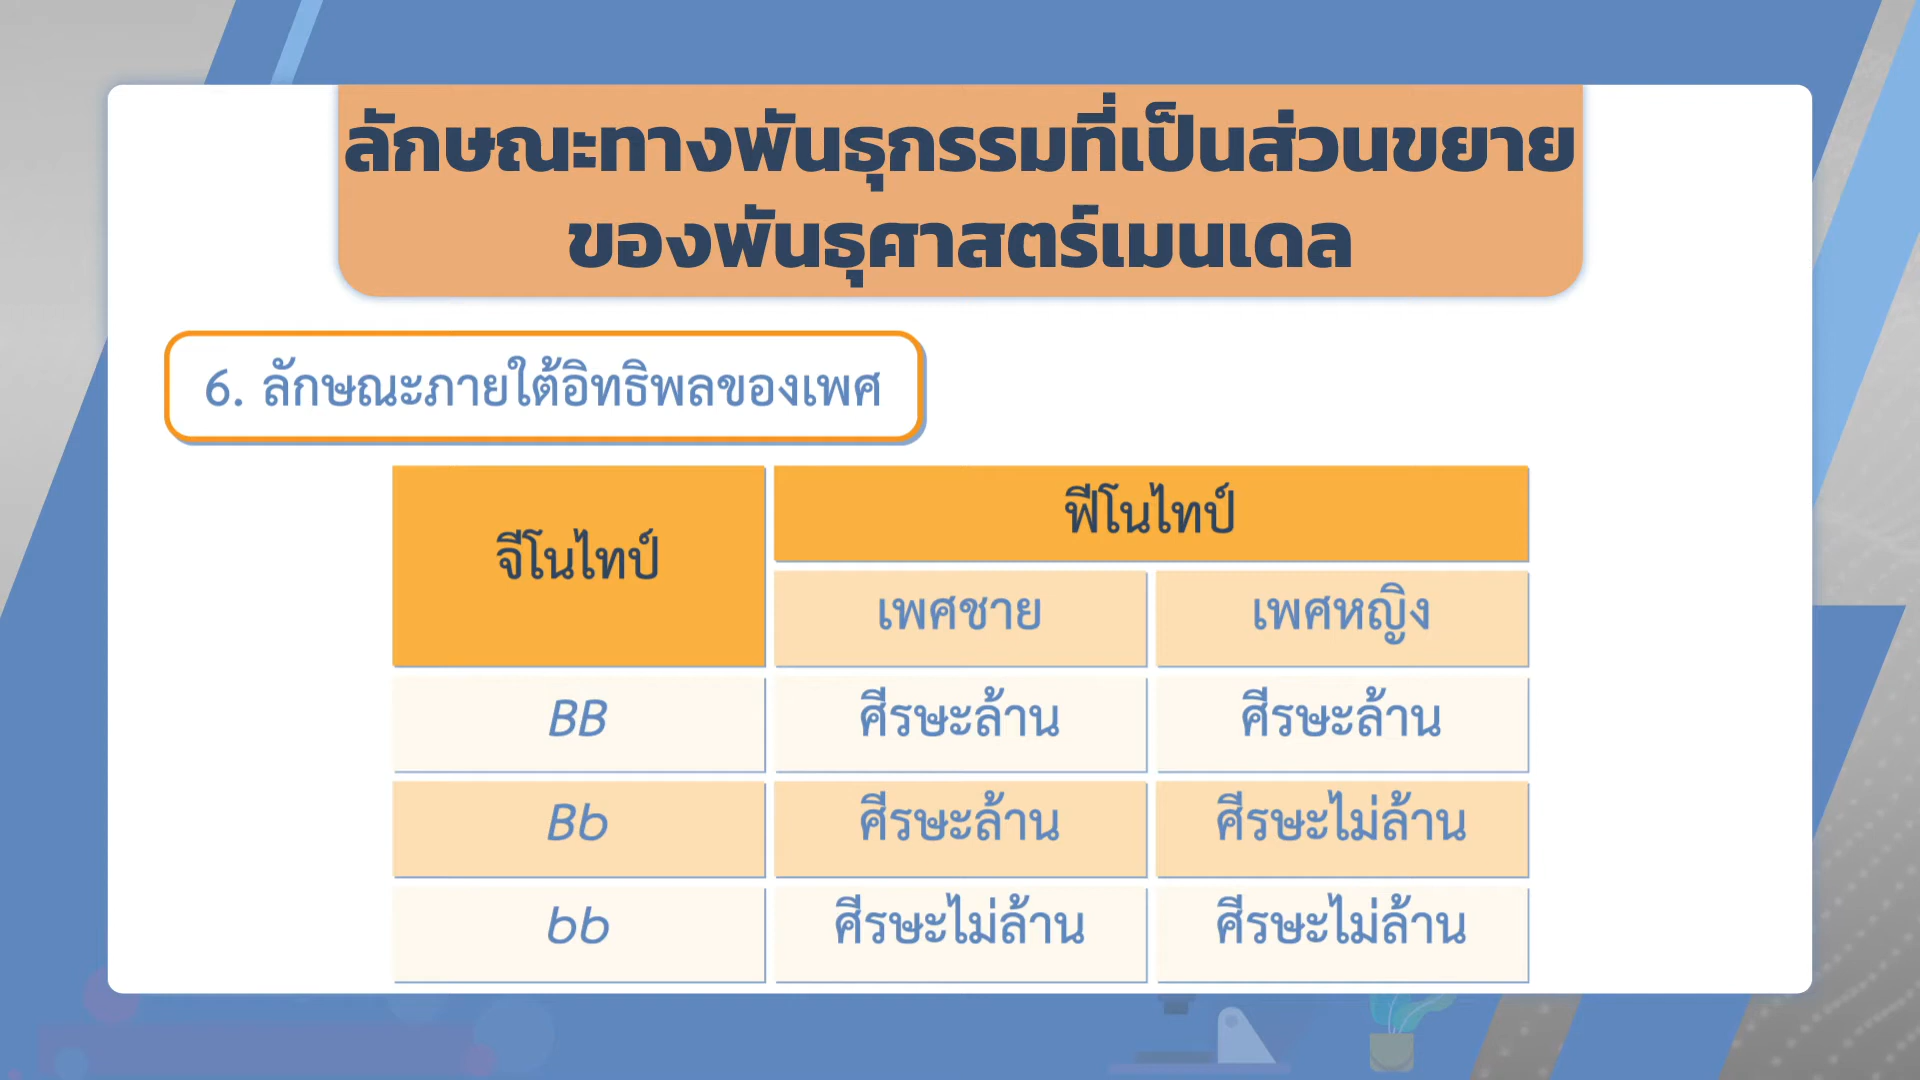 ลักษณะทางพันธุกรรมที่เป็นส่วนขยาย
ของพันธุศาสตร์เมนเดล
6. ลักษณะภายใต้อิทธิพลของเพศ
จีโนไทป์
ฟีโนไทป์
เพศชาย
เพศหญิง
BB
ศีรษะล้าน
ศีรษะล้าน
Bb
ศีรษะล้าน
ศีรษะไม่ล้าน
bb
ศีรษะไม่ล้าน
ศีรษะไม่ล้าน